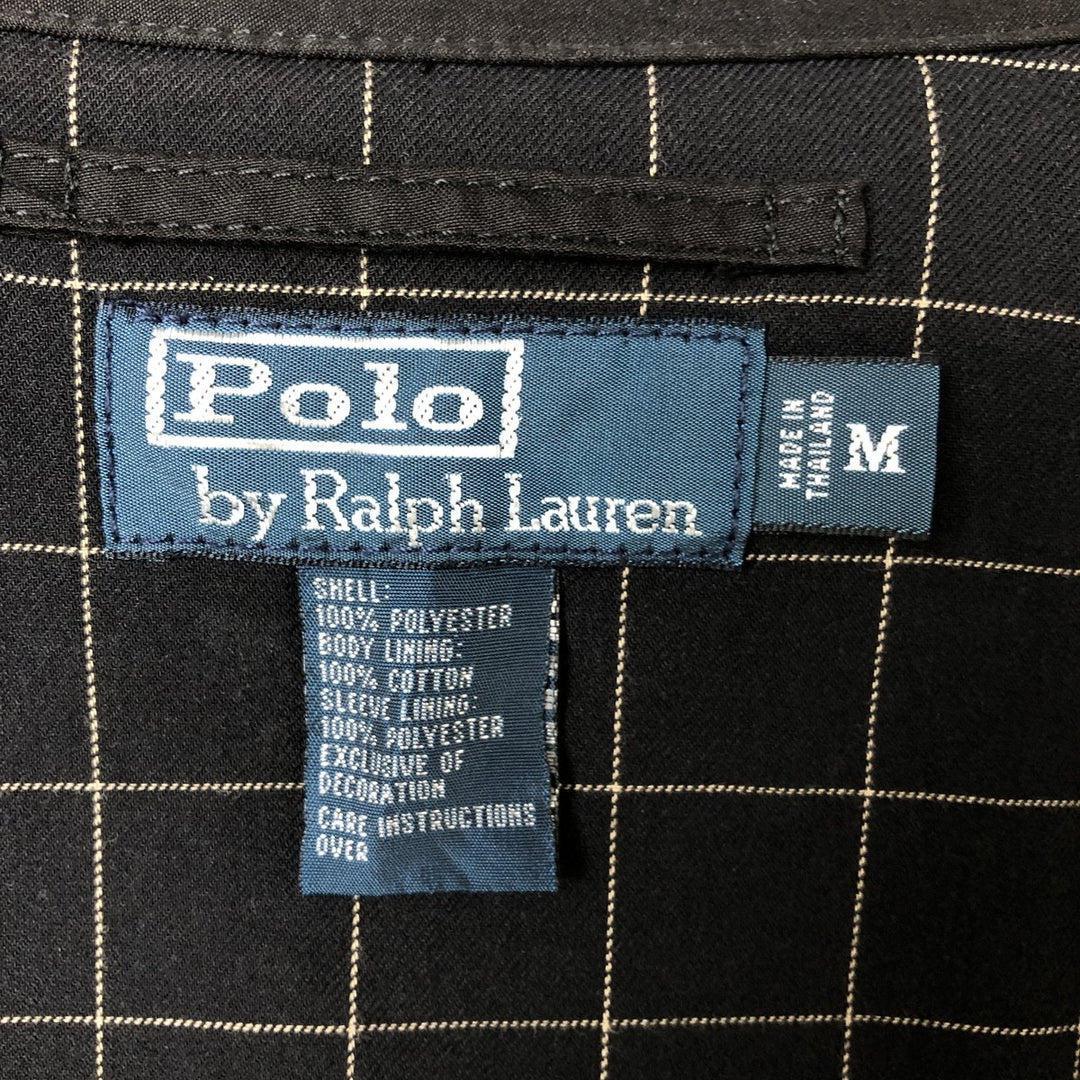 Polo
by Ralph Lauren
MADE IN
THAILAND
M
SHELL:
100% POLYESTER
BODY LINING:
100% COTTON
SLEEVE LINING:
100% POLYESTER
EXCLUSIVE OF
DECORATION
CARE INSTRUCTIONS
OVER